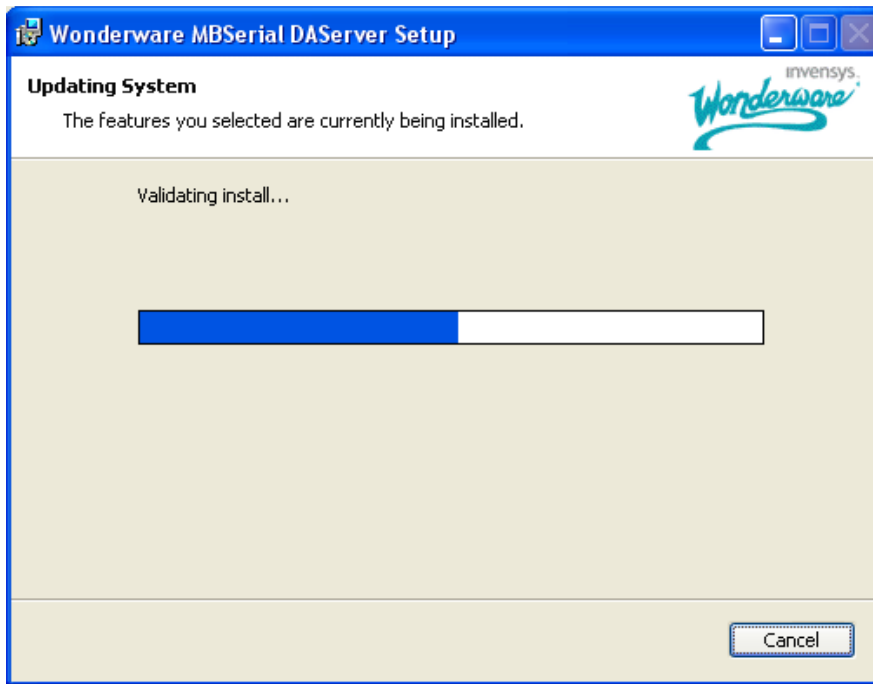 Wonderware MBSerial DAServer Setup
Updating System
The features you selected are currently being installed.
invensys.
Wonderware
Validating install...
Cancel